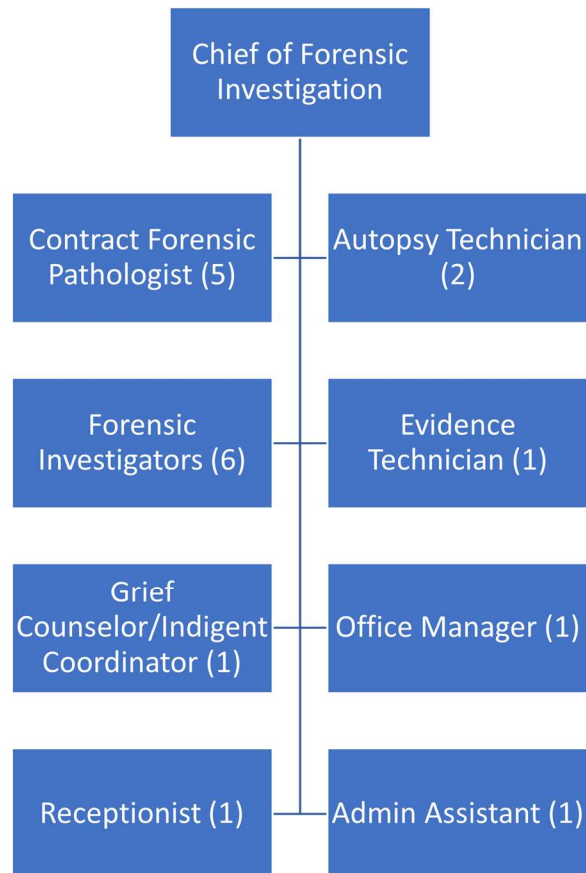 Chief of Forensic
Investigation
Contract Forensic
Pathologist (5)
Autopsy Technician
(2)
Forensic
Investigators (6)
Evidence
Technician (1)
Grief
Counselor/Indigent
Coordinator (1)
Office Manager (1)
Receptionist (1)
Admin Assistant (1)